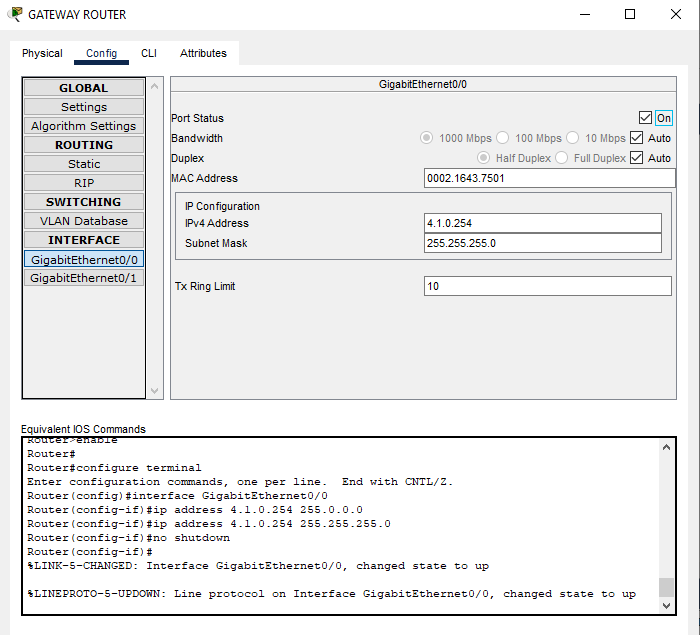 GATEWAY ROUTER
Physical Config CLI Attributes
GLOBAL
Settings
Algorithm Settings
ROUTING
Static
RIP
SWITCHING
VLAN Database
INTERFACE
GigabitEthernet0/0
GigabitEthernet0/1
GigabitEthernet0/0
Port Status On
Bandwidth 1000 Mbps 100 Mbps 10 Mbps Auto
Duplex Half Duplex Full Duplex Auto
MAC Address 0002.1643.7501
IP Configuration
IPv4 Address 4.1.0.254
Subnet Mask 255.255.255.0
Tx Ring Limit 10
Equivalent IOS Commands
Router>enable
Router#
Router#configure terminal
Enter configuration commands, one per line. End with CNTL/Z.
Router(config)#interface GigabitEthernet0/0
Router(config-if)#ip address 4.1.0.254 255.0.0.0
Router(config-if)#ip address 4.1.0.254 255.255.255.0
Router(config-if)#no shutdown
Router(config-if)#
%LINK-5-CHANGED: Interface GigabitEthernet0/0, changed state to up
%LINEPROTO-5-UPDOWN: Line protocol on Interface GigabitEthernet0/0, changed state to up